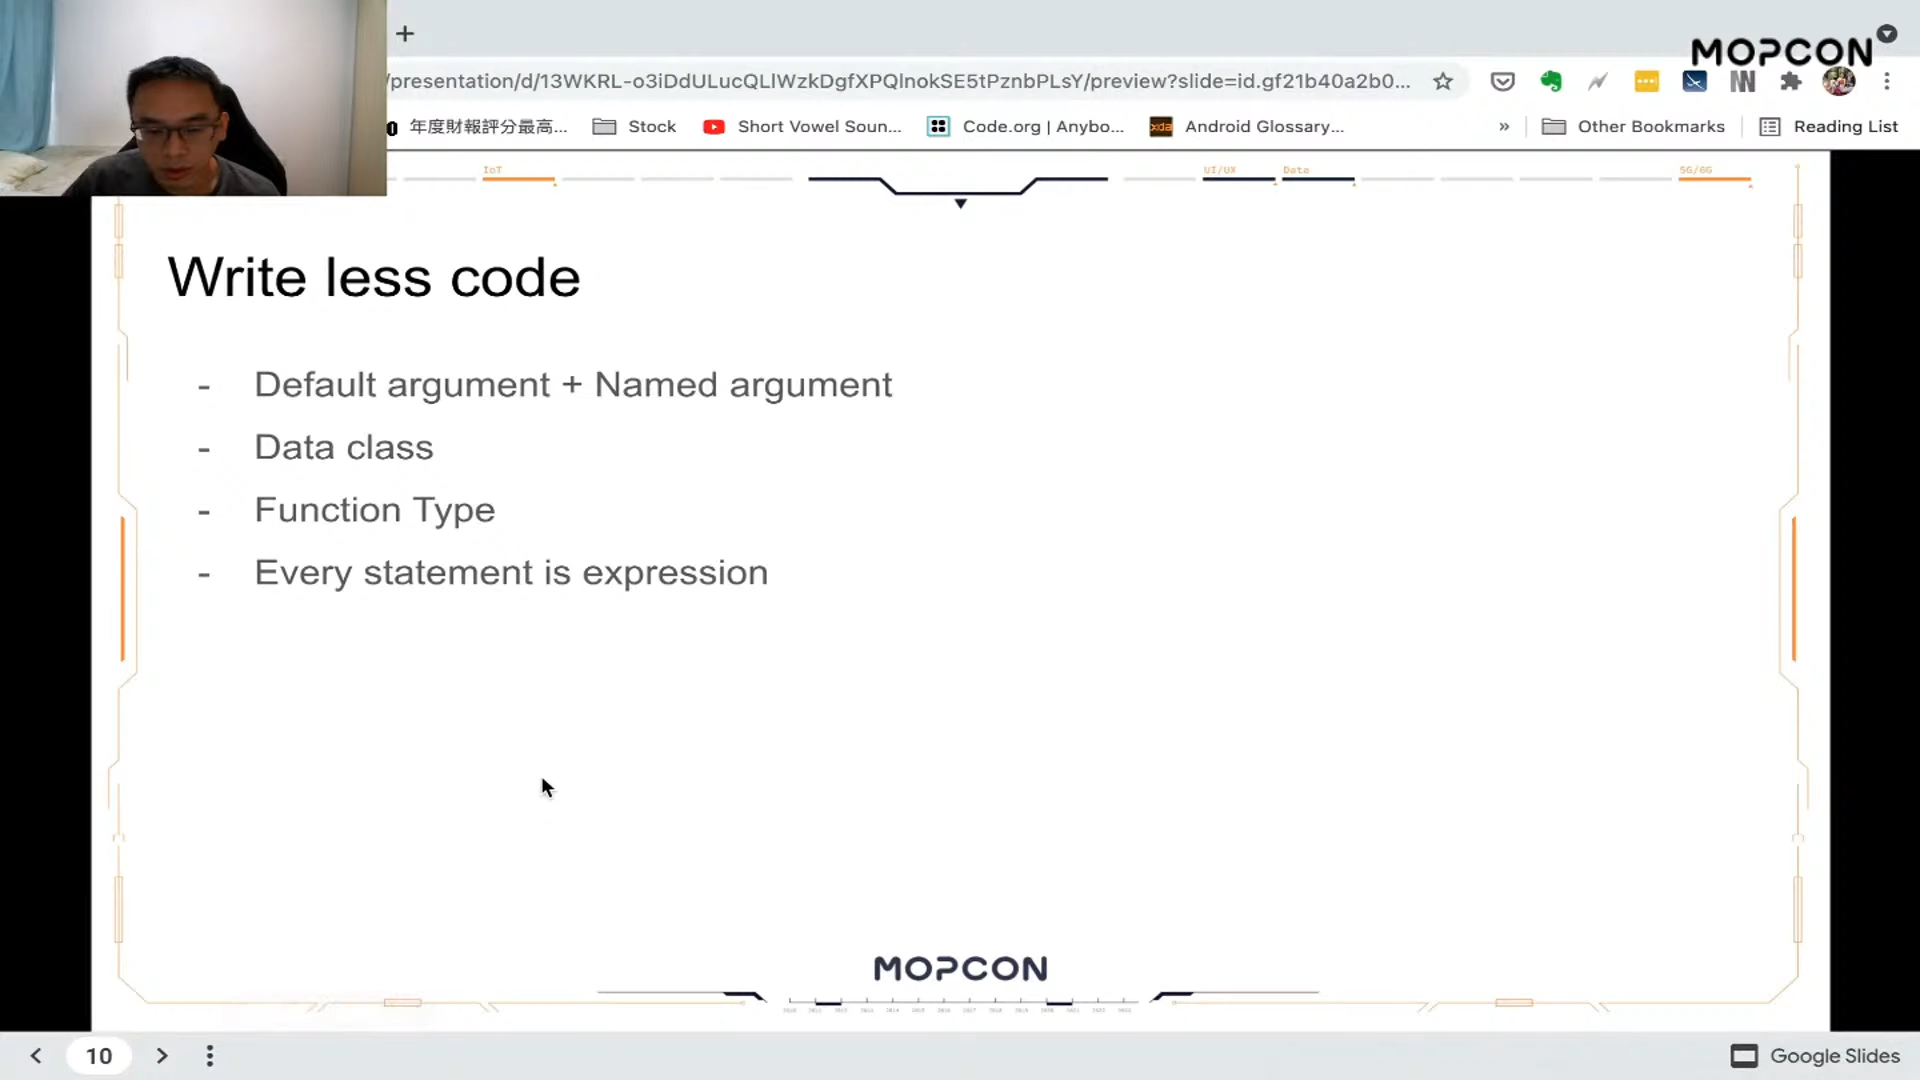 MOPCON
/presentation/d/13WKRL-o3iDdULucQLIWzkDgfXPQlnokSE5tPznbPLsY/preview?slide=id.gf21b40a2b0...
年度財報評分最高... Stock Short Vowel Soun... Code.org | Anybo... Android Glossary... » Other Bookmarks Reading List
IoT UI/UX Data 5G/6G
Write less code
- Default argument + Named argument
- Data class
- Function Type
- Every statement is expression
MOPCON
10 Google Slides